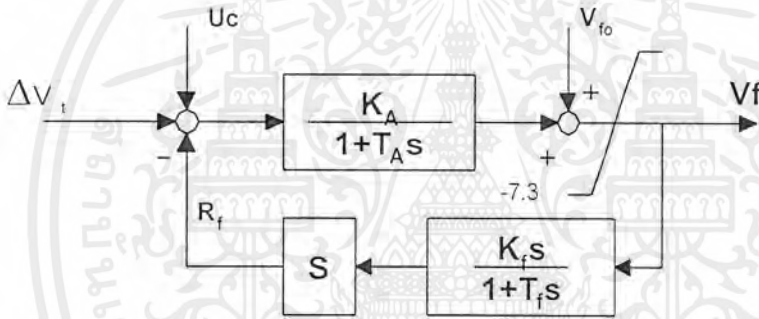 Uc
V_fo
ΔV_t
K_A
1+T_A s
+
Vf
-
+
-7.3
R_f
S
K_f s
1+T_f s